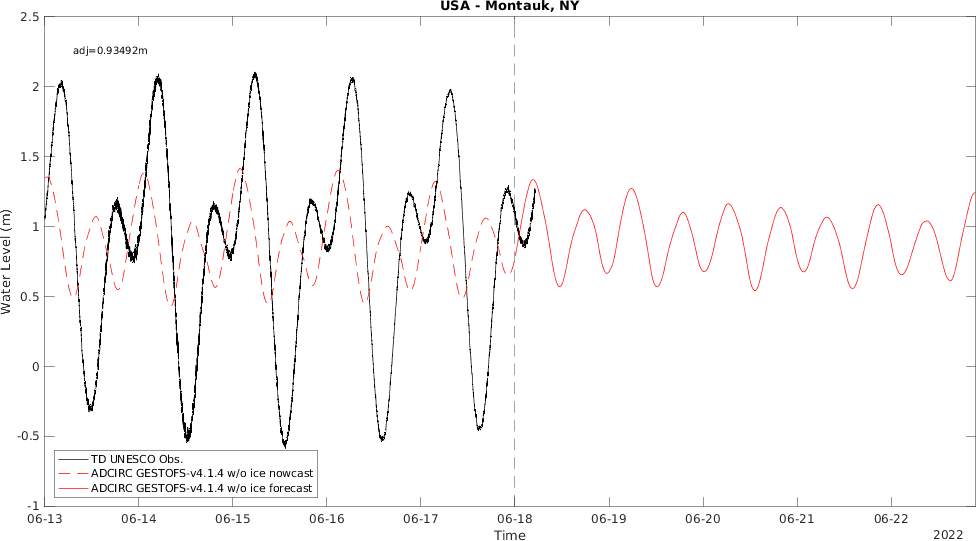 USA - Montauk, NY
adj=0.93492m
Water Level (m)
2.5
2
1.5
1
0.5
0
-0.5
-1
TD UNESCO Obs.
ADCIRC GESTOFS-v4.1.4 w/o ice nowcast
ADCIRC GESTOFS-v4.1.4 w/o ice forecast
06-13 06-14 06-15 06-16 06-17 06-18 06-19 06-20 06-21 06-22
Time
2022